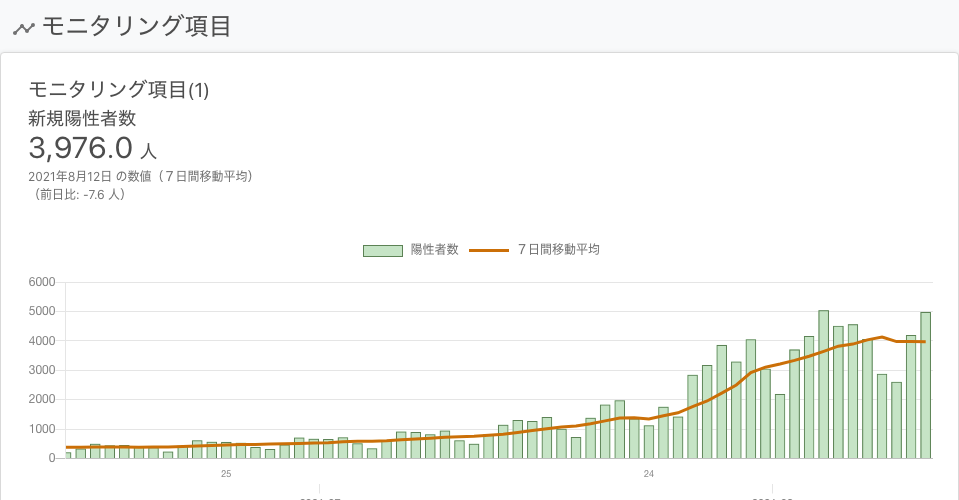 モニタリング項目
モニタリング項目(1)
新規陽性者数
3,976.0 人
2021年8月12日 の数値（７日間移動平均）
（前日比: -7.6 人）
陽性者数 ７日間移動平均
6000
5000
4000
3000
2000
1000
0
25 24